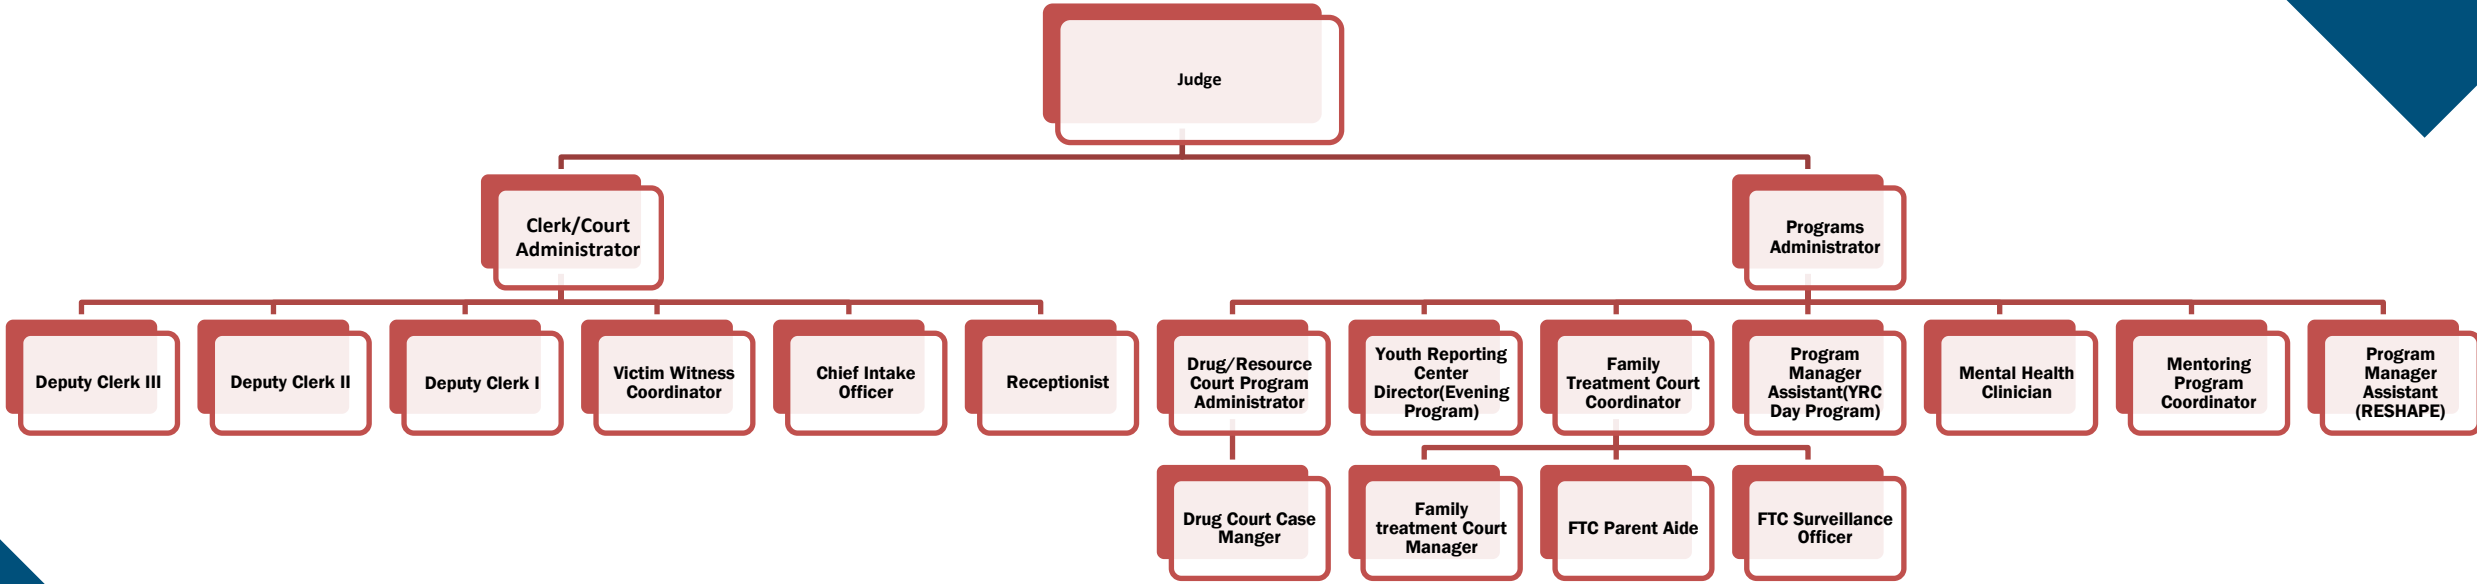 Judge
Clerk/Court
Administrator
Programs
Administrator
Deputy Clerk III
Deputy Clerk II
Deputy Clerk I
Victim Witness
Coordinator
Chief Intake
Officer
Receptionist
Drug/Resource
Court Program
Administrator
Youth Reporting
Center
Director(Evening
Program)
Family
Treatment Court
Coordinator
Program
Manager
Assistant(YRC
Day Program)
Mental Health
Clinician
Mentoring
Program
Coordinator
Program
Manager
Assistant
(RESHAPE)
Drug Court Case
Manger
Family
treatment Court
Manager
FTC Parent Aide
FTC Surveillance
Officer